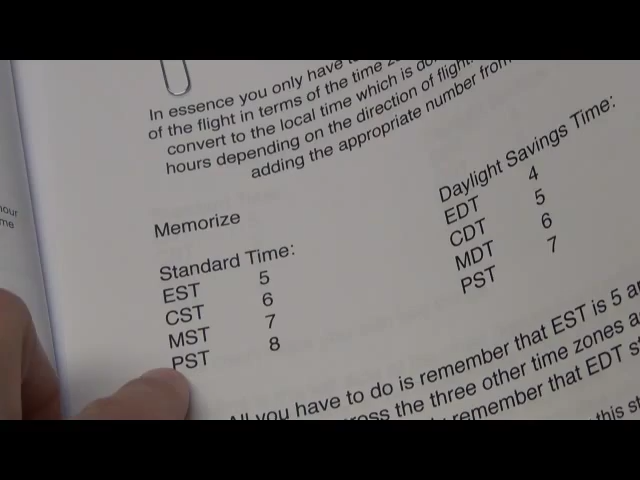 our
me
In essence you only have
of the flight in terms of the time
convert to the local time which is
hours depending on the direction of flight
adding the appropriate number from
Memorize
Standard Time:
EST 5
CST 6
MST 7
PST 8
Daylight Savings Time:
EDT 4
CDT 5
MDT 6
PST 7
All you have to do is remember that EST is 5
the three other time zones
remember that EDT
this